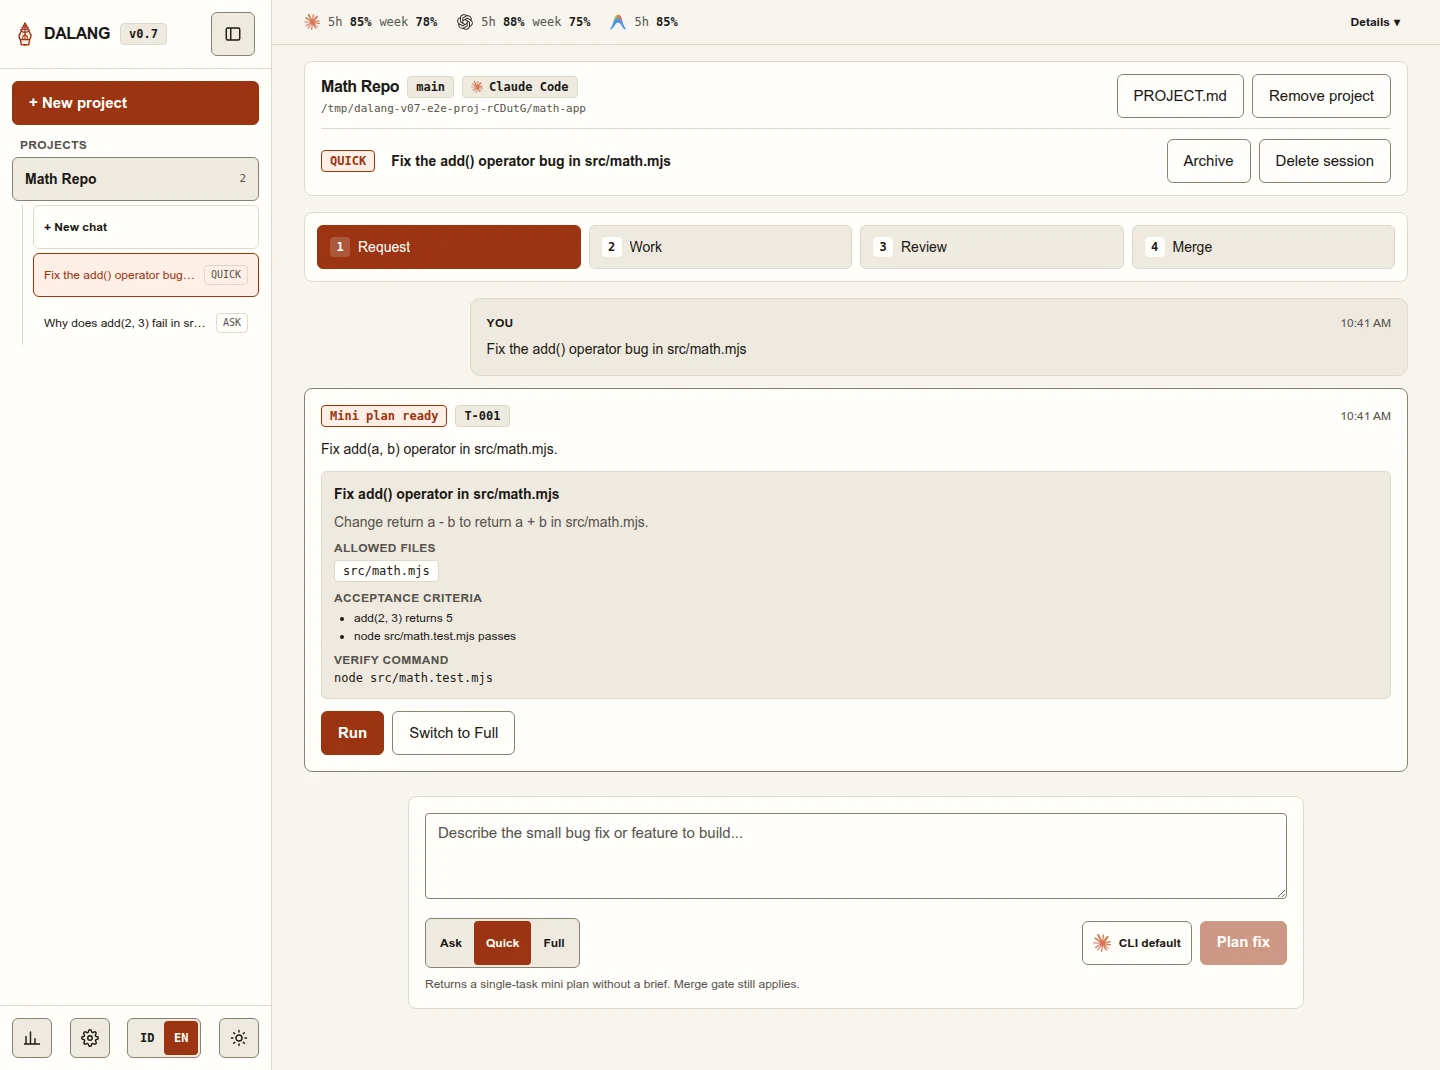 DALANG v0.7
+ New project
PROJECTS
Math Repo 2
+ New chat
Fix the add() operator bug... QUICK
Why does add(2, 3) fail in sr... ASK
ID EN
5h 85% week 78% 5h 88% week 75% 5h 85% Details ▾
Math Repo main Claude Code
/tmp/dalang-v07-e2e-proj-rCDutG/math-app
PROJECT.md Remove project
QUICK Fix the add() operator bug in src/math.mjs
Archive Delete session
1 Request 2 Work 3 Review 4 Merge
YOU 10:41 AM
Fix the add() operator bug in src/math.mjs
Mini plan ready T-001 10:41 AM
Fix add(a, b) operator in src/math.mjs.
Fix add() operator in src/math.mjs
Change return a - b to return a + b in src/math.mjs.
ALLOWED FILES
src/math.mjs
ACCEPTANCE CRITERIA
• add(2, 3) returns 5
• node src/math.test.mjs passes
VERIFY COMMAND
node src/math.test.mjs
Run Switch to Full
Describe the small bug fix or feature to build...
Ask Quick Full CLI default Plan fix
Returns a single-task mini plan without a brief. Merge gate still applies.